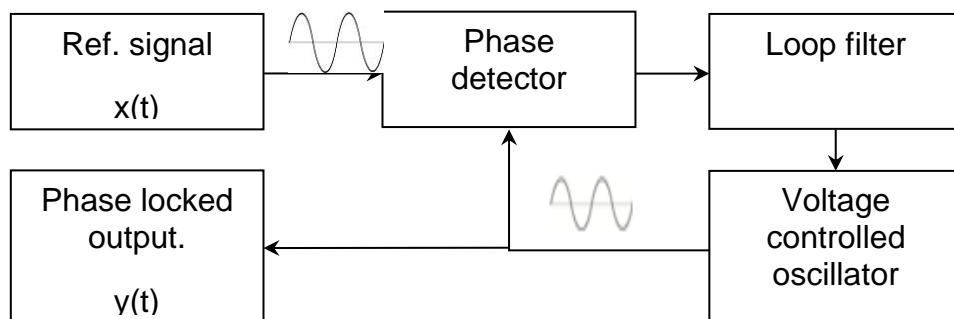 Ref. signal
x(t)
Phase
detector
Loop filter
Phase locked
output.
y(t)
Voltage
controlled
oscillator